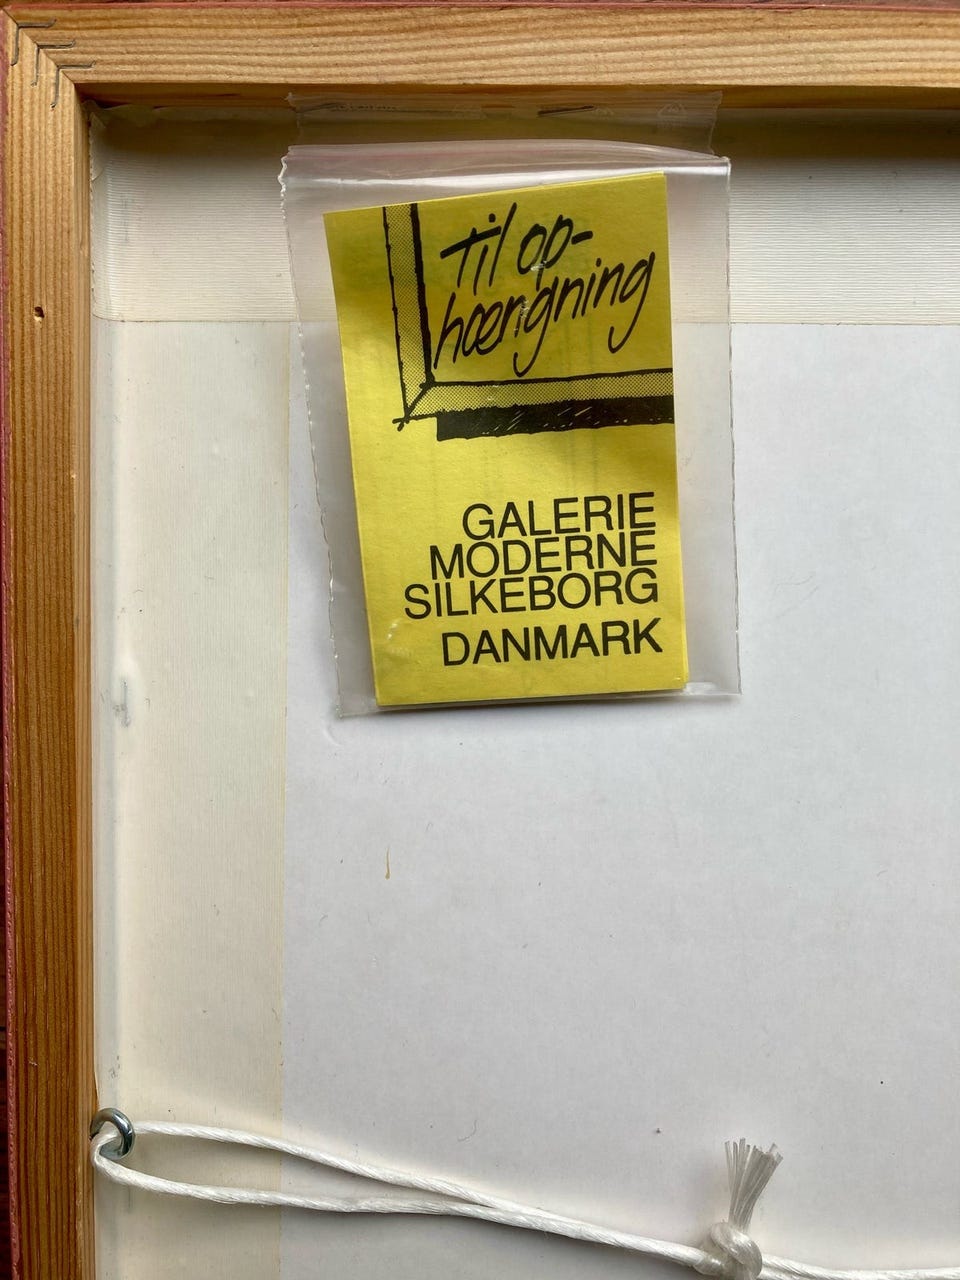 Til op-
hængning
GALERIE
MODERNE
SILKEBORG
DANMARK